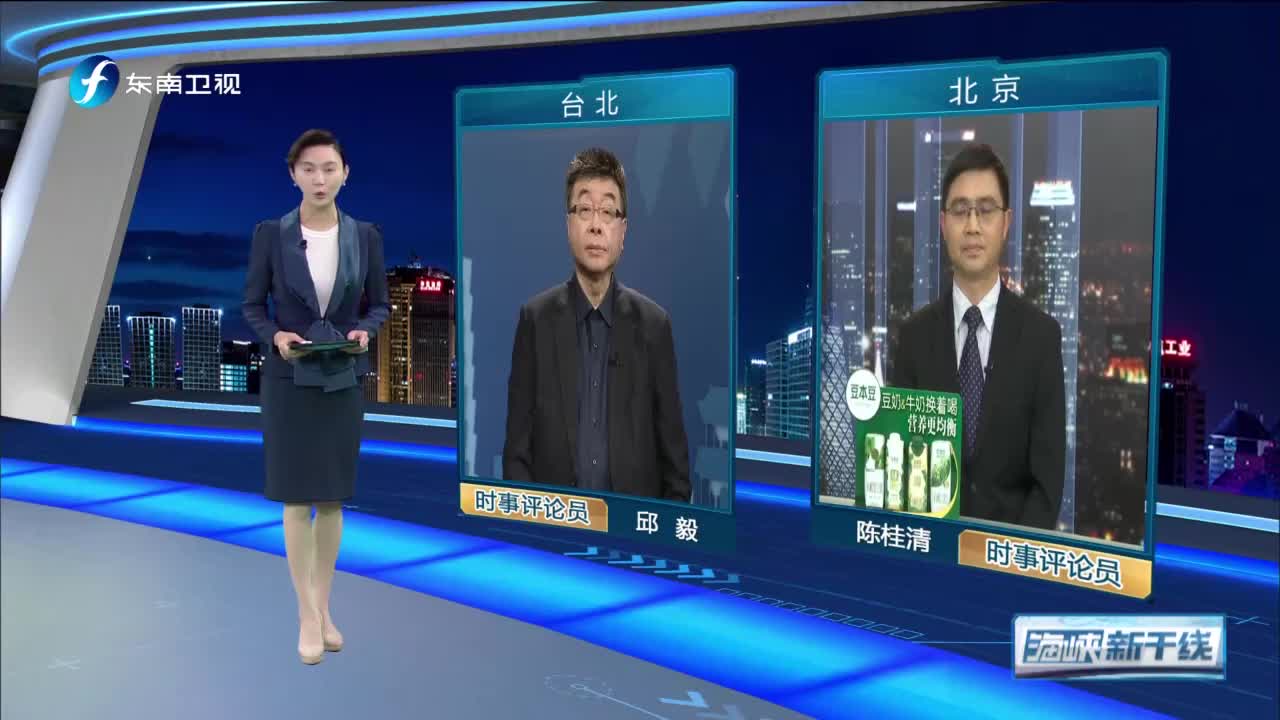 东南卫视
台北
北京
豆本豆
豆奶&牛奶换着喝
营养更均衡
时事评论员
邱毅
陈桂清
时事评论员
工业
海峡新干线